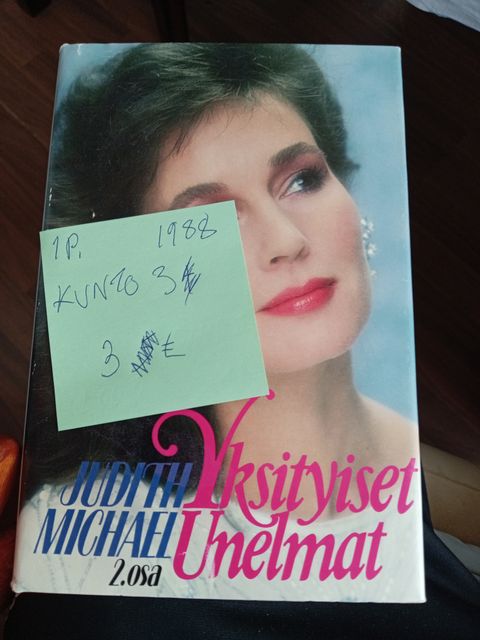 1P. 1988
KUNTO 3
3 €
JUDITH
MICHAEL
Yksityiset
Unelmat
2.osa